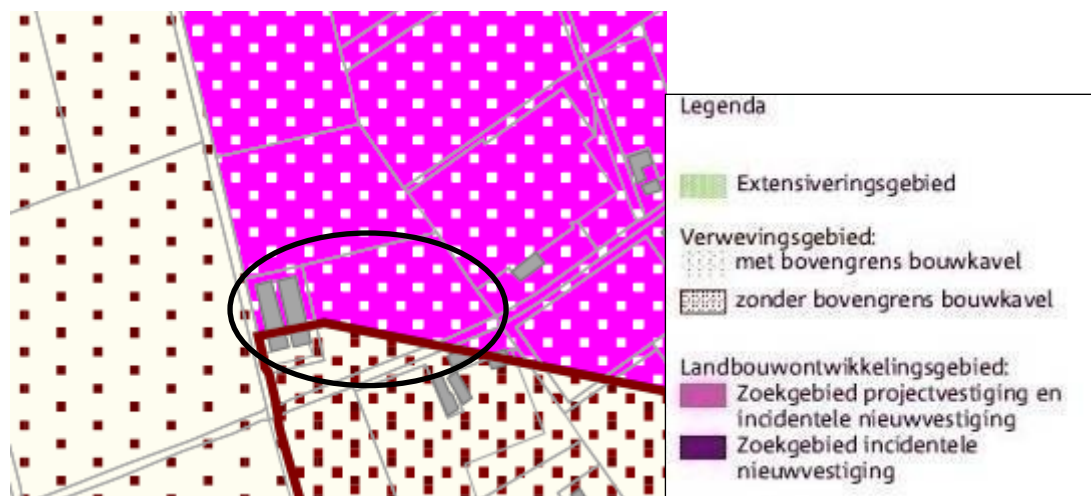 Legenda
Extensiveringsgebied
Verwevingsgebied:
met bovengrens bouwkavel
zonder bovengrens bouwkavel
Landbouwontwikkelingsgebied:
Zoekgebied projectvestiging en
incidentele nieuwvestiging
Zoekgebied incidentele
nieuwvestiging